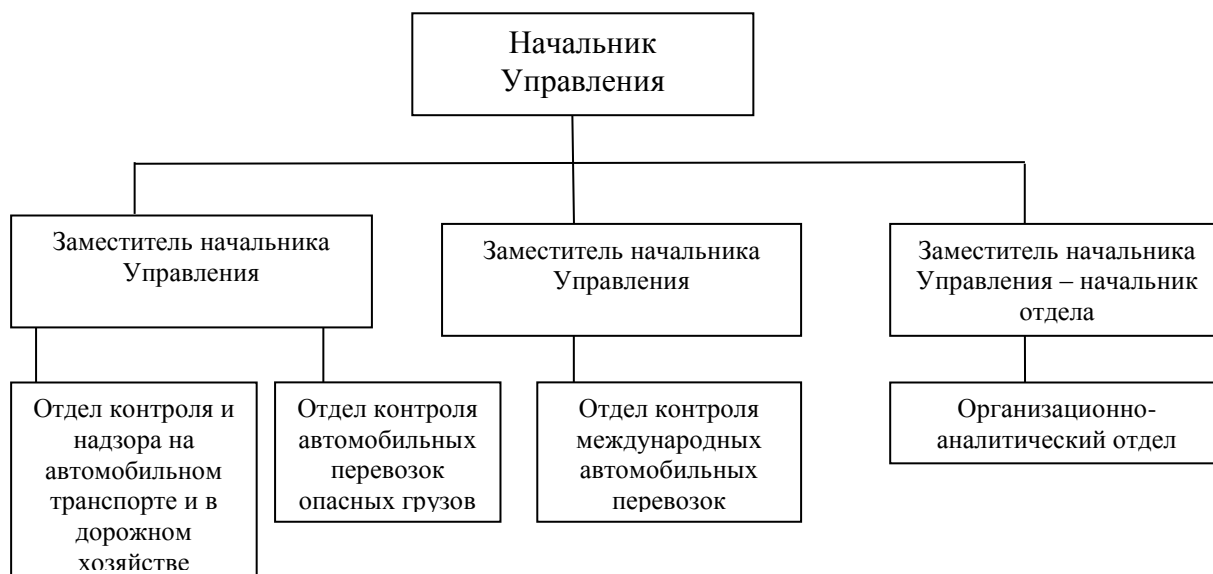 Начальник
Управления
Заместитель начальника
Управления
Заместитель начальника
Управления
Заместитель начальника
Управления – начальник
отдела
Отдел контроля и
надзора на
автомобильном
транспорте и в
дорожном
хозяйстве
Отдел контроля
автомобильных
перевозок
опасных грузов
Отдел контроля
международных
автомобильных
перевозок
Организационно-
аналитический отдел